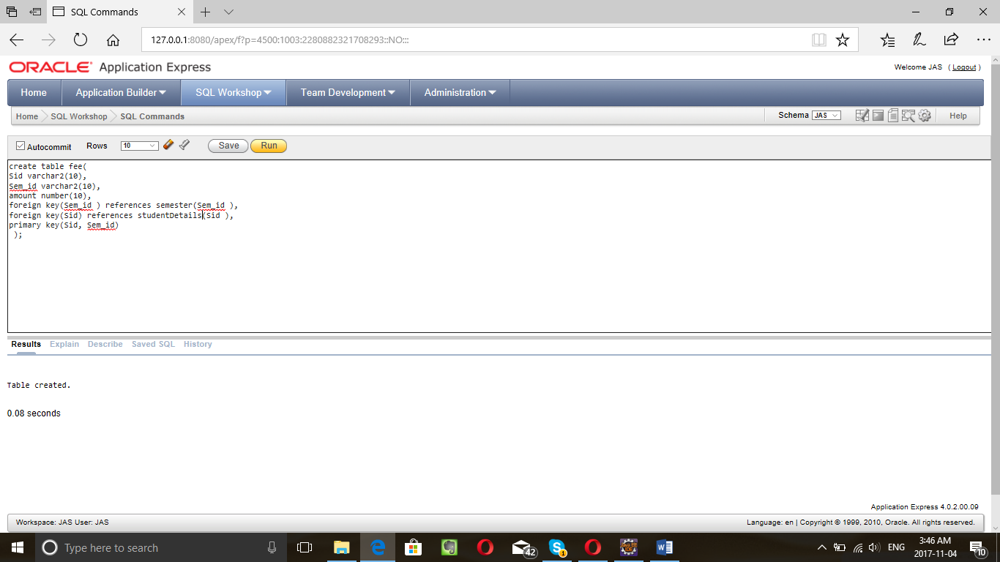 SQL Commands
127.0.0.1:8080/apex/f?p=4500:1003:2280882321708293::NO:::
ORACLE Application Express
Welcome JAS ( Logout )
Home Application Builder SQL Workshop Team Development Administration
Home SQL Workshop SQL Commands Schema JAS Help
Autocommit Rows 10 Save Run
create table fee(
Sid varchar2(10),
Sem_id varchar2(10),
amount number(10),
foreign key(Sem_id ) references semester(Sem_id ),
foreign key(Sid) references studentDetails(Sid ),
primary key(Sid, Sem_id)
);
Results Explain Describe Saved SQL History
Table created.
0.08 seconds
Application Express 4.0.2.00.09
Workspace: JAS User: JAS Language: en | Copyright © 1999, 2010, Oracle. All rights reserved.
Type here to search 42 1 ENG 3:46 AM 10
2017-11-04